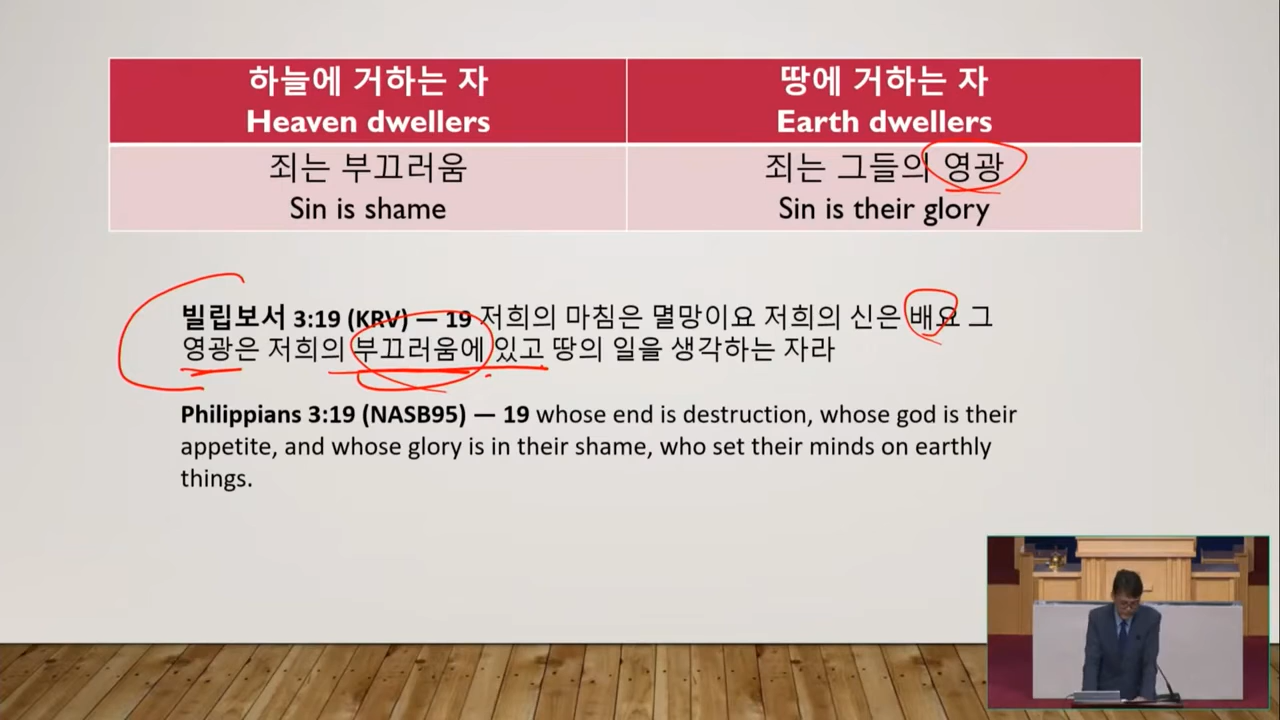 하늘에 거하는 자
Heaven dwellers
땅에 거하는 자
Earth dwellers
죄는 부끄러움
Sin is shame
죄는 그들의 영광
Sin is their glory
빌립보서 3:19 (KRV) — 19 저희의 마침은 멸망이요 저희의 신은 배요 그
영광은 저희의 부끄러움에 있고 땅의 일을 생각하는 자라
Philippians 3:19 (NASB95) — 19 whose end is destruction, whose god is their
appetite, and whose glory is in their shame, who set their minds on earthly
things.